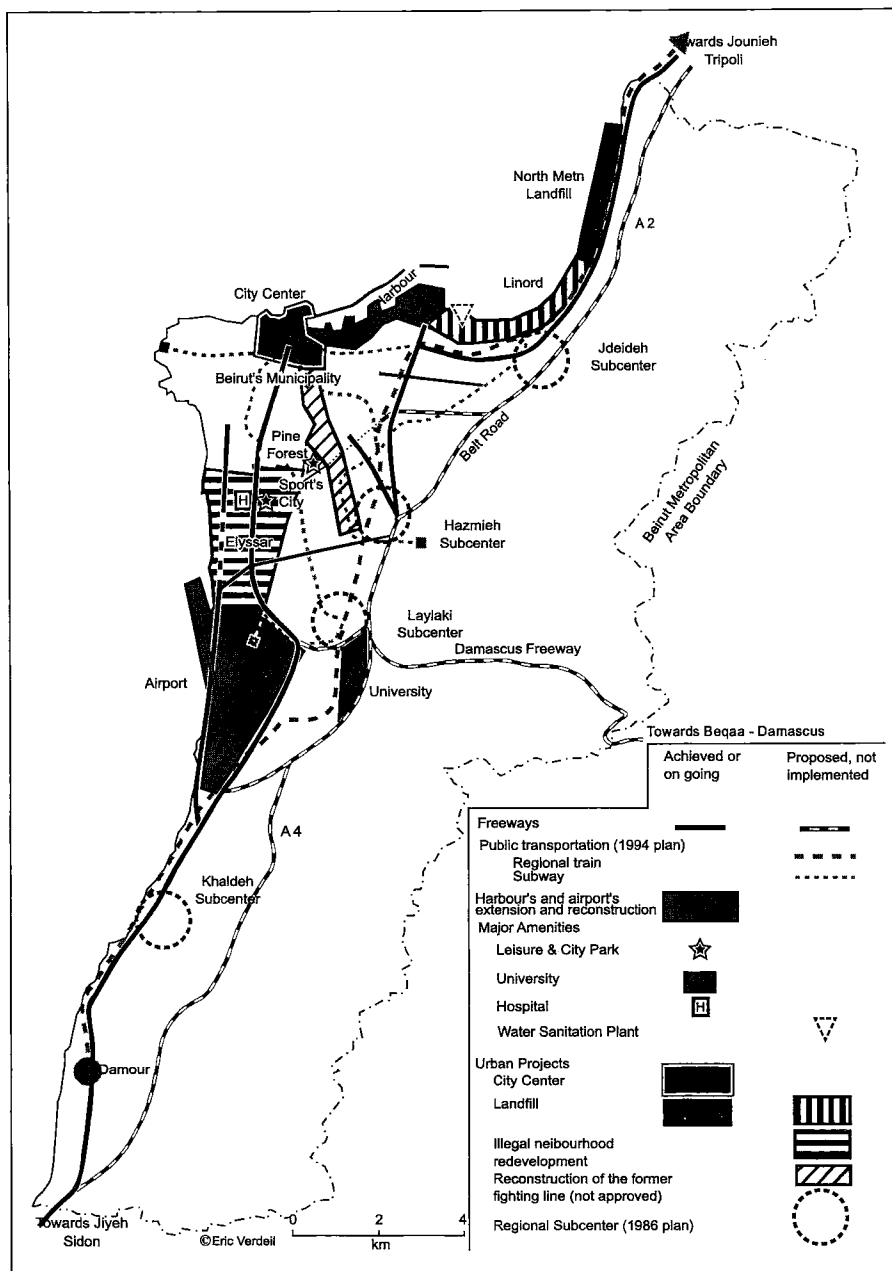 Towards Jounieh
Tripoli
North Metn
Landfill
A 2
City Center
Harbour
Linord
Jdeideh
Subcenter
Beirut's Municipality
Belt Road
Pine
Forest
Sport's
City
H
Beirut Metropolitan
Area Boundary
Hazmieh
Subcenter
Elyssar
Laylaki
Subcenter
Damascus Freeway
Airport
University
Towards Beqaa - Damascus
A 4
Khaldeh
Subcenter
Damour
Towards Jiyeh
Sidon
©Eric Verdeil
0 2 4
km
Achieved or
on going
Proposed, not
implemented
Freeways
Public transportation (1994 plan)
Regional train
Subway
Harbour's and airport's
extension and reconstruction
Major Amenities
Leisure & City Park
University
Hospital
H
Water Sanitation Plant
Urban Projects
City Center
Landfill
Illegal neibourhood
redevelopment
Reconstruction of the former
fighting line (not approved)
Regional Subcenter (1986 plan)